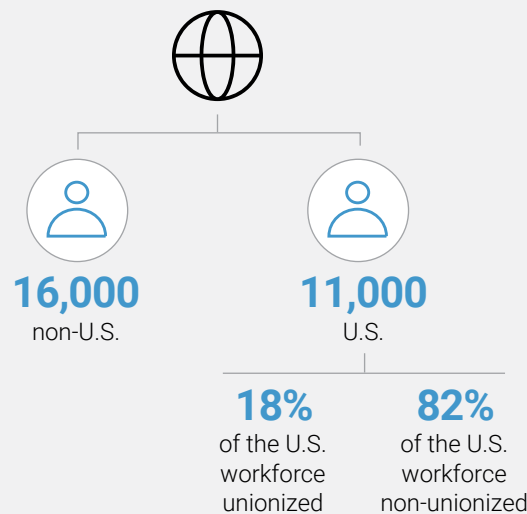 16,000
non-U.S.
11,000
U.S.
18%
of the U.S.
workforce
unionized
82%
of the U.S.
workforce
non-unionized